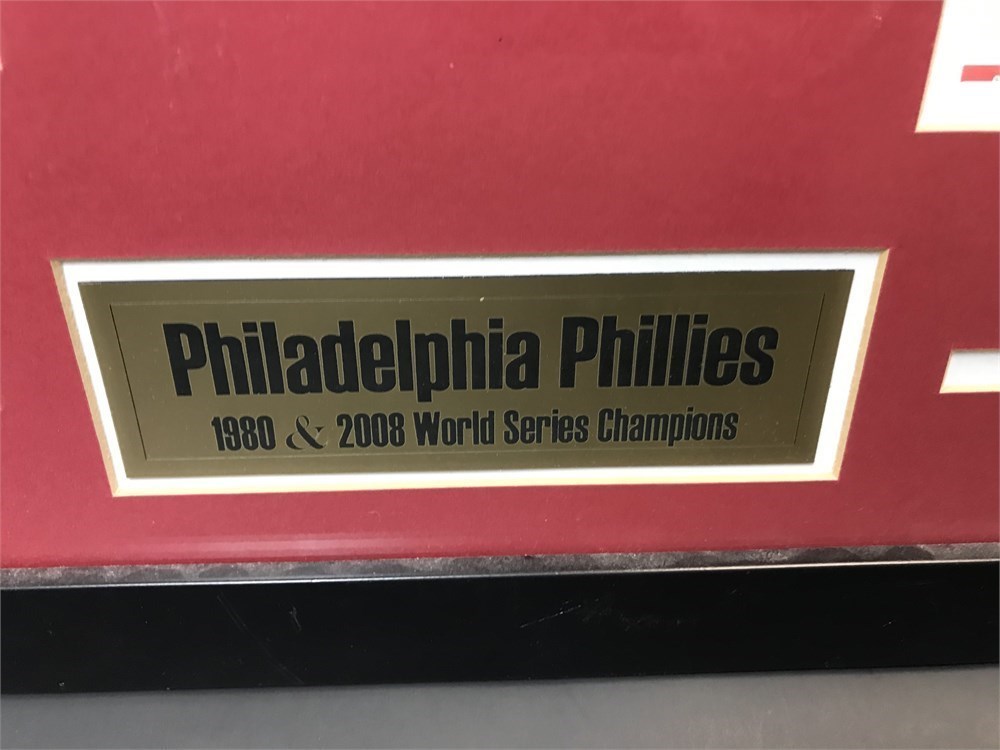 Philadelphia Phillies
1980 & 2008 World Series Champions